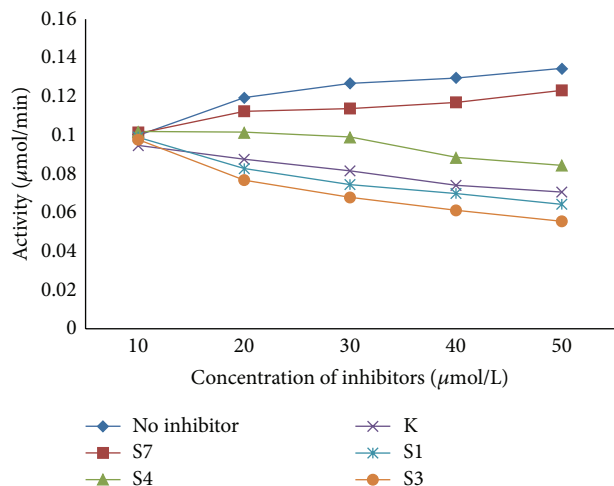 0.16
0.14
0.12
0.1
0.08
0.06
0.04
0.02
0
Activity (μmol/min)
10 20 30 40 50
Concentration of inhibitors (μmol/L)
No inhibitor
S7
S4
K
S1
S3